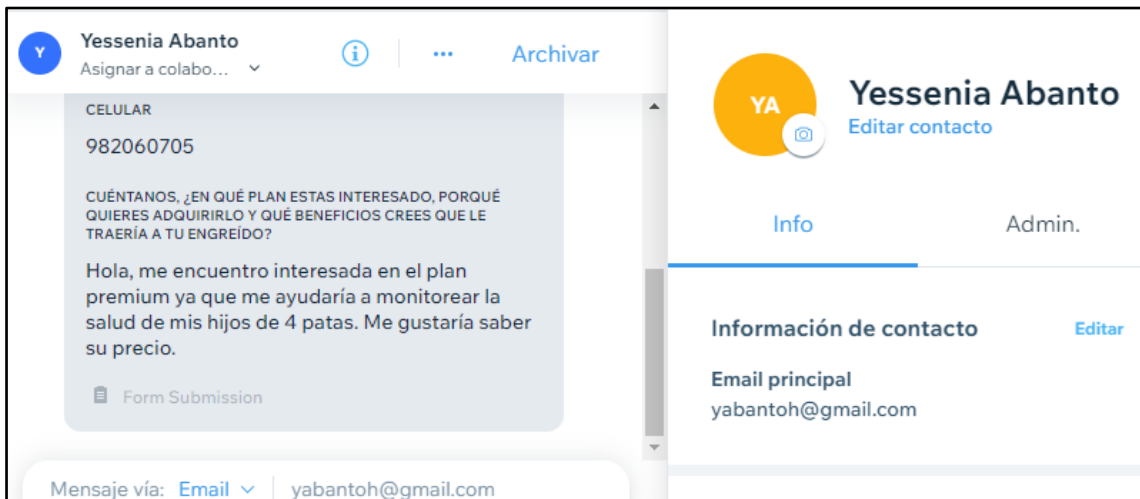 Y
Yessenia Abanto
Asignar a colabo...
Archivar
CELULAR
982060705
CUÉNTANOS, ¿EN QUÉ PLAN ESTAS INTERESADO, PORQUÉ
QUIERES ADQUIRIRLO Y QUÉ BENEFICIOS CREES QUE LE
TRAERÍA A TU ENGREÍDO?
Hola, me encuentro interesada en el plan
premium ya que me ayudaría a monitorear la
salud de mis hijos de 4 patas. Me gustaría saber
su precio.
Form Submission
Mensaje vía: Email yabantoh@gmail.com
YA
Yessenia Abanto
Editar contacto
Info Admin.
Información de contacto Editar
Email principal
yabantoh@gmail.com